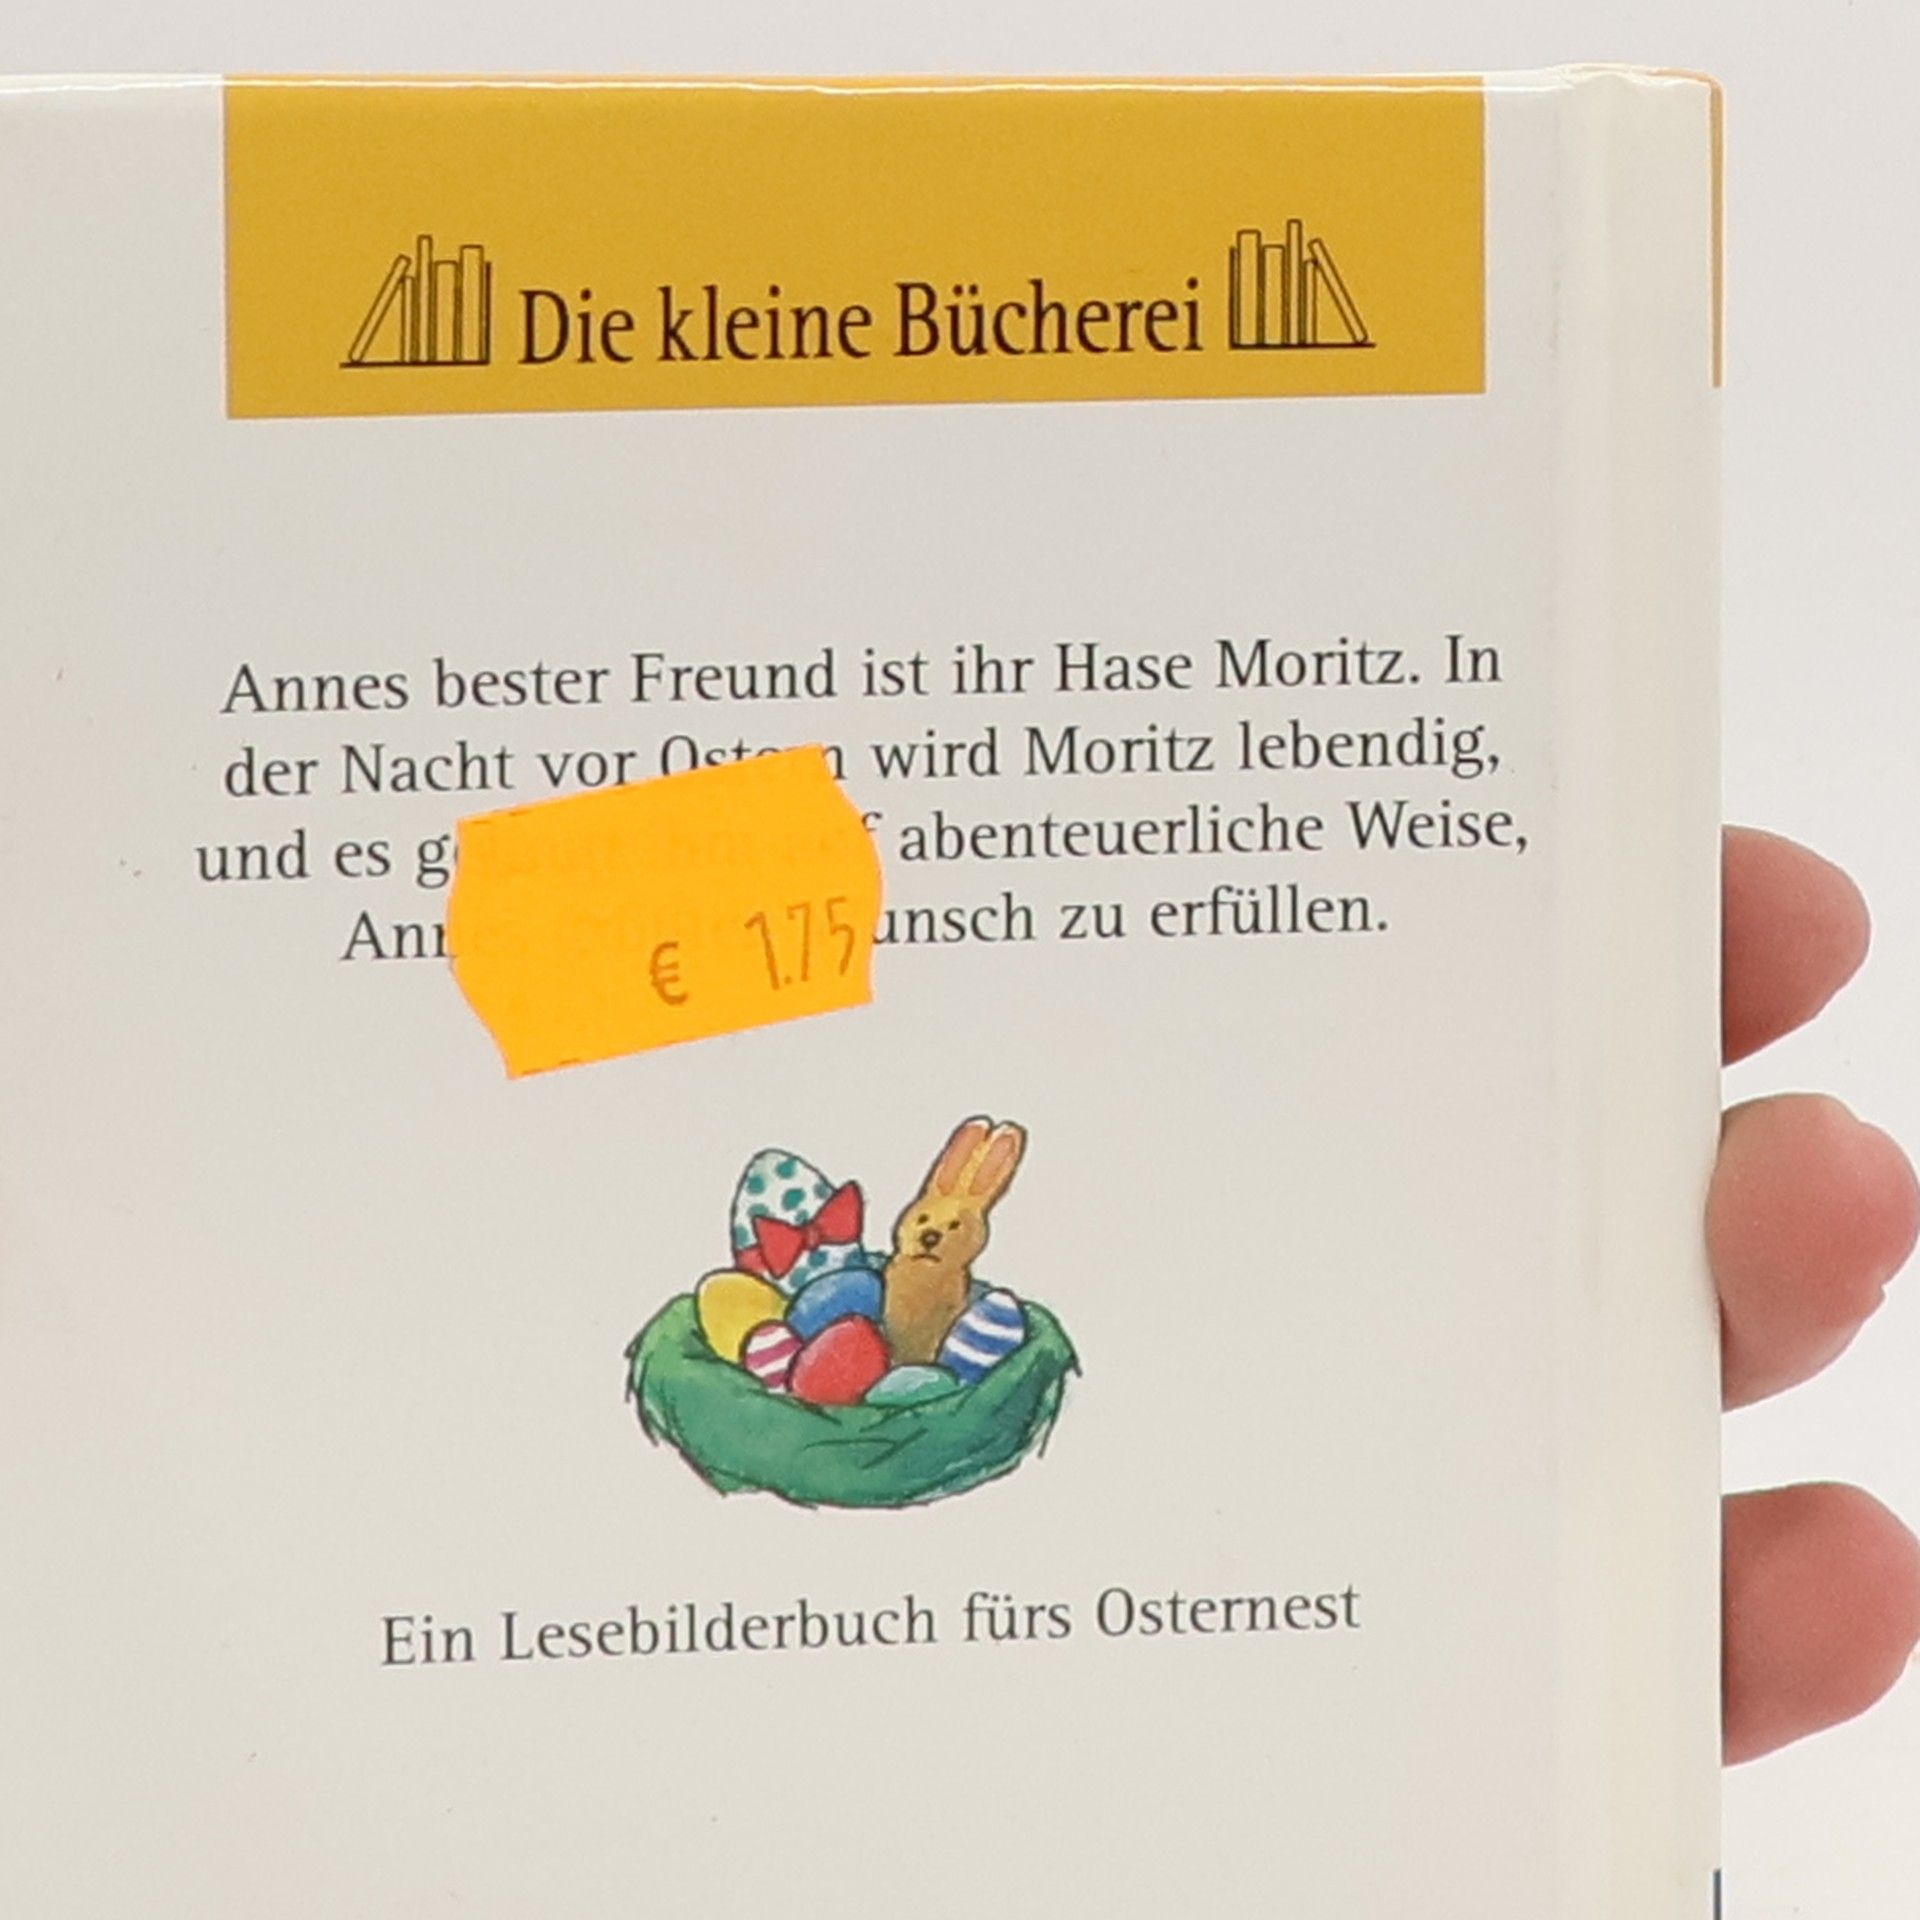 Die kleine Bücherei
Annes bester Freund ist ihr Hase Moritz. In
der Nacht vor Ostern wird Moritz lebendig,
und es abenteuerliche Weise,
zu erfüllen.
€ 1.75
Ein Lesebilderbuch fürs Osternest